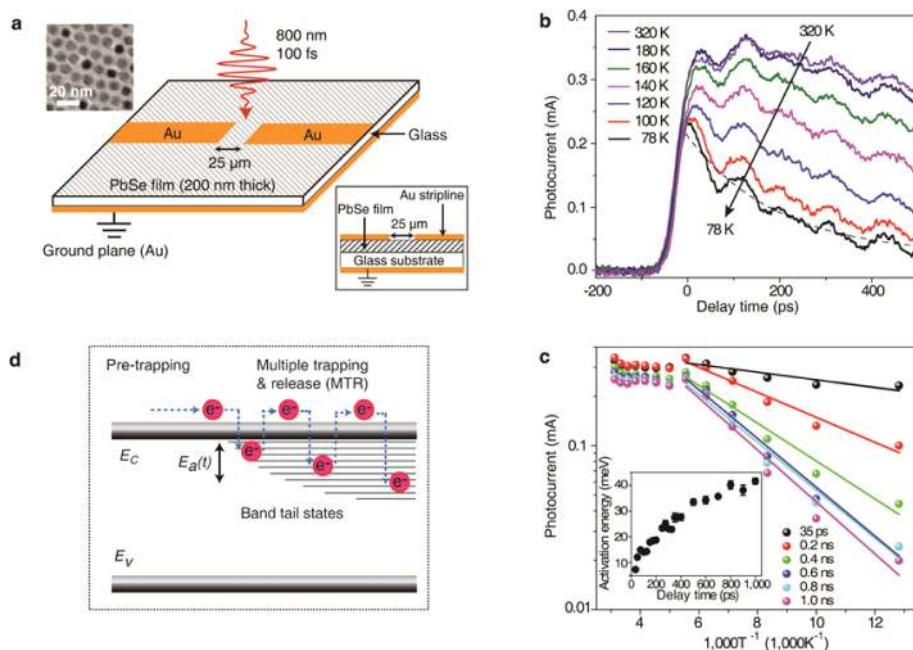 a
20 nm
800 nm
100 fs
Au
Au
Glass
25 µm
PbSe film (200 nm thick)
Ground plane (Au)
Au stripline
PbSe film
25 µm
Glass substrate
b
320 K
180 K
160 K
140 K
120 K
100 K
78 K
320 K
78 K
Photocurrent (mA)
0.3
0.2
0.1
0.0
-200
0
200
400
Delay time (ps)
d
Pre-trapping
Multiple trapping
& release (MTR)
e-
e-
e-
e-
e-
e-
EC
Ea(t)
Band tail states
EV
c
Photocurrent (mA)
0.1
0.01
Activation energy (meV)
40
30
20
10
0
0
200
400
600
800
1,000
Delay time (ps)
35 ps
0.2 ns
0.4 ns
0.6 ns
0.8 ns
1.0 ns
4
6
8
10
12
1,000T-1 (1,000K-1)